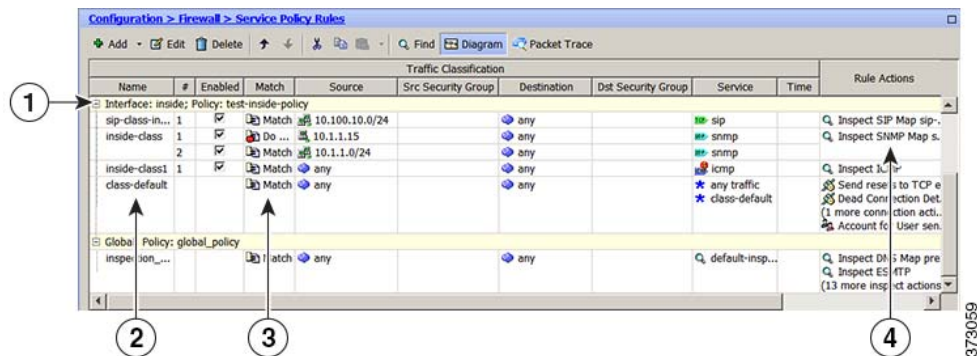 Configuration > Firewall > Service Policy Rules
Add Edit Delete Find Diagram Packet Trace
Traffic Classification
Name # Enabled Match Source Src Security Group Destination Dst Security Group Service Time Rule Actions
1
Interface: inside; Policy: test-inside-policy
sip-class-in... 1 Match 10.100.10.0/24 any sip Inspect SIP Map sip-..
inside-class 1 Do ... 10.1.1.15 any snmp Inspect SNMP Map s..
2 Match 10.1.1.0/24 any snmp
inside-class1 1 Match any any icmp Inspect
class-default Match any any any traffic Send resets to TCP e
class-default Dead Connection Det.
(1 more connection acti..
Account for User sen.
Global Policy: global_policy
inspection_... Match any any default-insp... Inspect DNS Map pre
Inspect ESMTP
(13 more inspect actions
2 3 4
373059